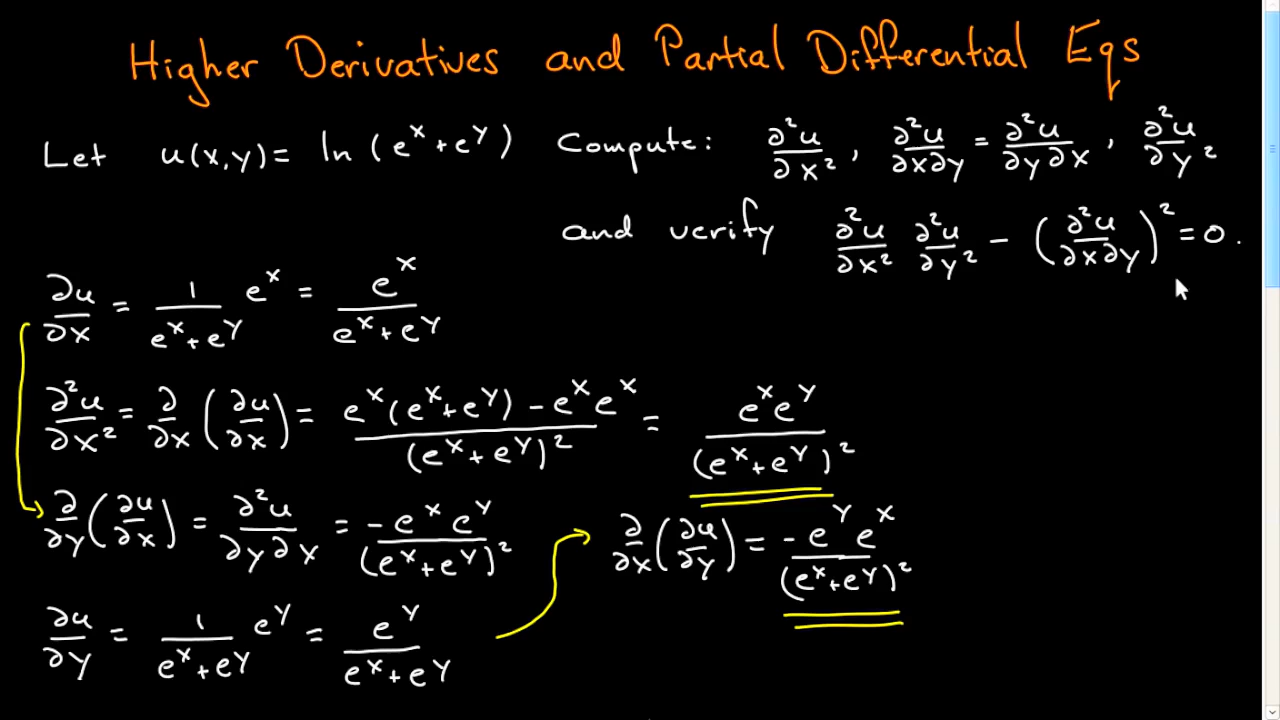 Higher Derivatives and Partial Differential Eqs
Let u(x,y) = ln(e^x + e^y) Compute: ∂²u/∂x², ∂²u/∂x∂y = ∂²u/∂y∂x, ∂²u/∂y²
and verify ∂²u/∂x² ∂²u/∂y² − (∂²u/∂x∂y)² = 0.
∂u/∂x = 1/(e^x + e^y) e^x = e^x/(e^x + e^y)
∂²u/∂x² = ∂/∂x (∂u/∂x) = (e^x(e^x + e^y) − e^x e^x)/(e^x + e^y)² = e^x e^y/(e^x + e^y)²
∂/∂y (∂u/∂x) = ∂²u/∂y∂x = −e^x e^y/(e^x + e^y)²
∂/∂x (∂u/∂y) = −e^y e^x/(e^x + e^y)²
∂u/∂y = 1/(e^x + e^y) e^y = e^y/(e^x + e^y)